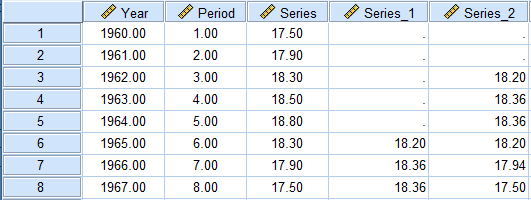 Year Period Series Series_1 Series_2
1 1960.00 1.00 17.50 . .
2 1961.00 2.00 17.90 . .
3 1962.00 3.00 18.30 . 18.20
4 1963.00 4.00 18.50 . 18.36
5 1964.00 5.00 18.80 . 18.36
6 1965.00 6.00 18.30 18.20 18.20
7 1966.00 7.00 17.90 18.36 17.94
8 1967.00 8.00 17.50 18.36 17.50